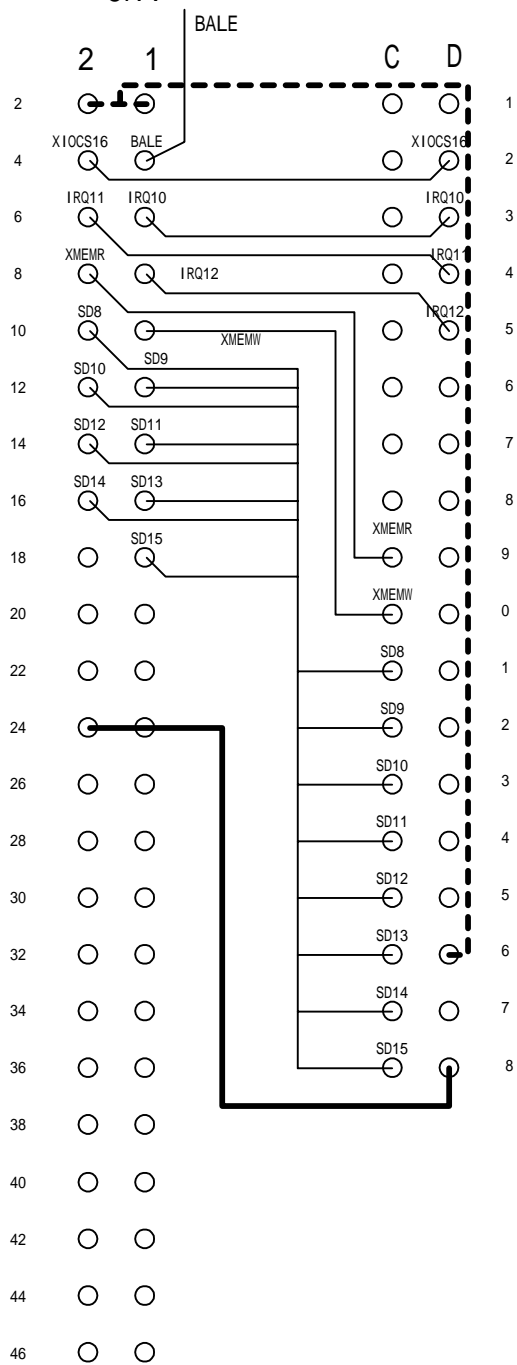 BALE
2 1 C D
2 1
4 XIOCS16 BALE XIOCS16 2
6 IRQ11 IRQ10 IRQ10 3
8 XMEMR IRQ12 IRQ11 4
10 SD8 XMEMW IRQ12 5
12 SD10 SD9 6
14 SD12 SD11 7
16 SD14 SD13 8
18 SD15 XMEMR 9
20 XMEMW 0
22 SD8 1
24 SD9 2
26 SD10 3
28 SD11 4
30 SD12 5
32 SD13 6
34 SD14 7
36 SD15 8
38
40
42
44
46